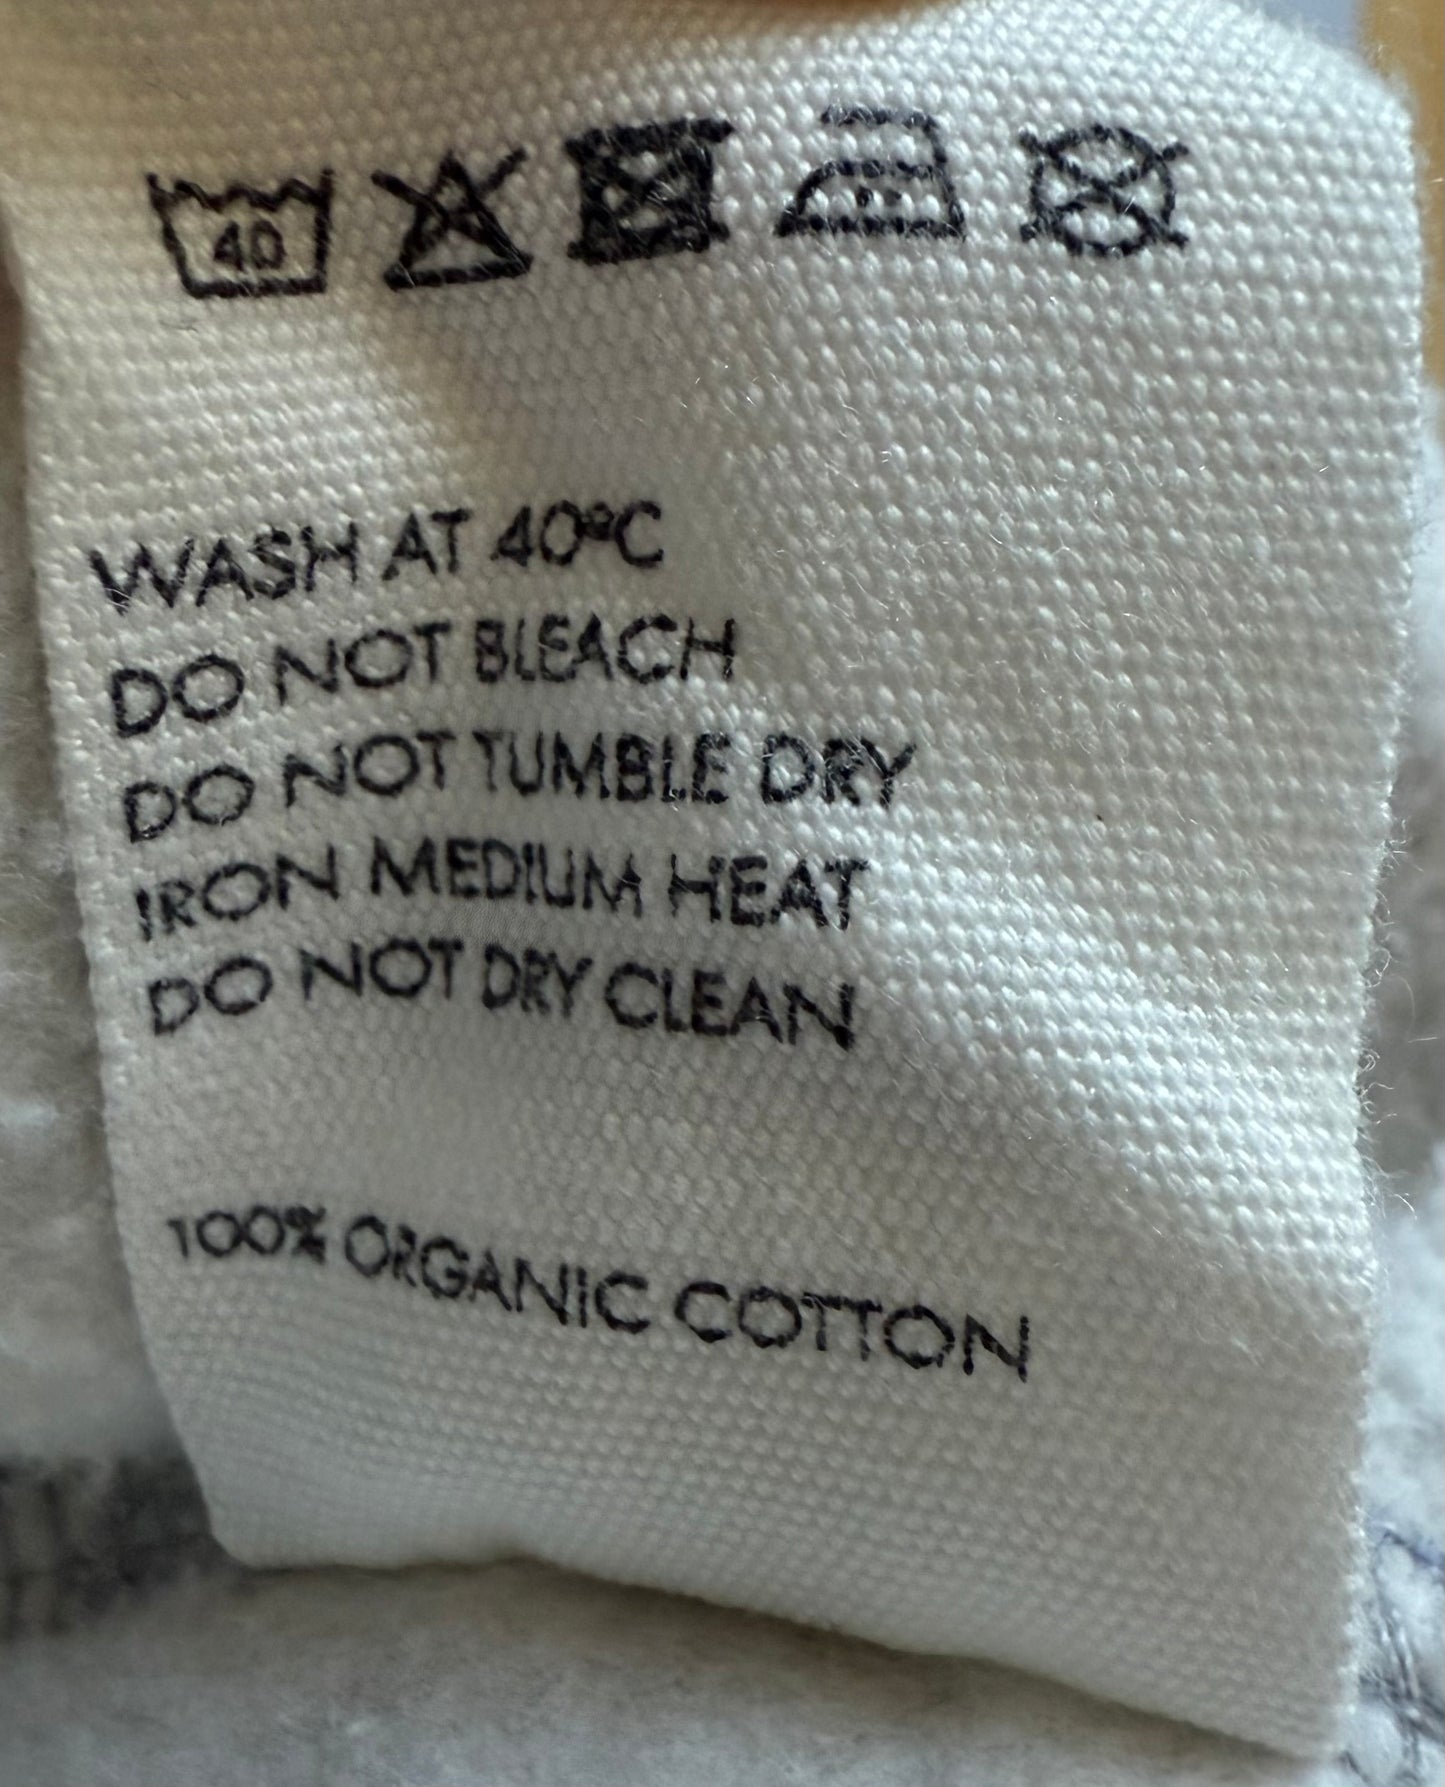 40
WASH AT 40ºC
DO NOT BLEACH
DO NOT TUMBLE DRY
IRON MEDIUM HEAT
DO NOT DRY CLEAN
100% ORGANIC COTTON